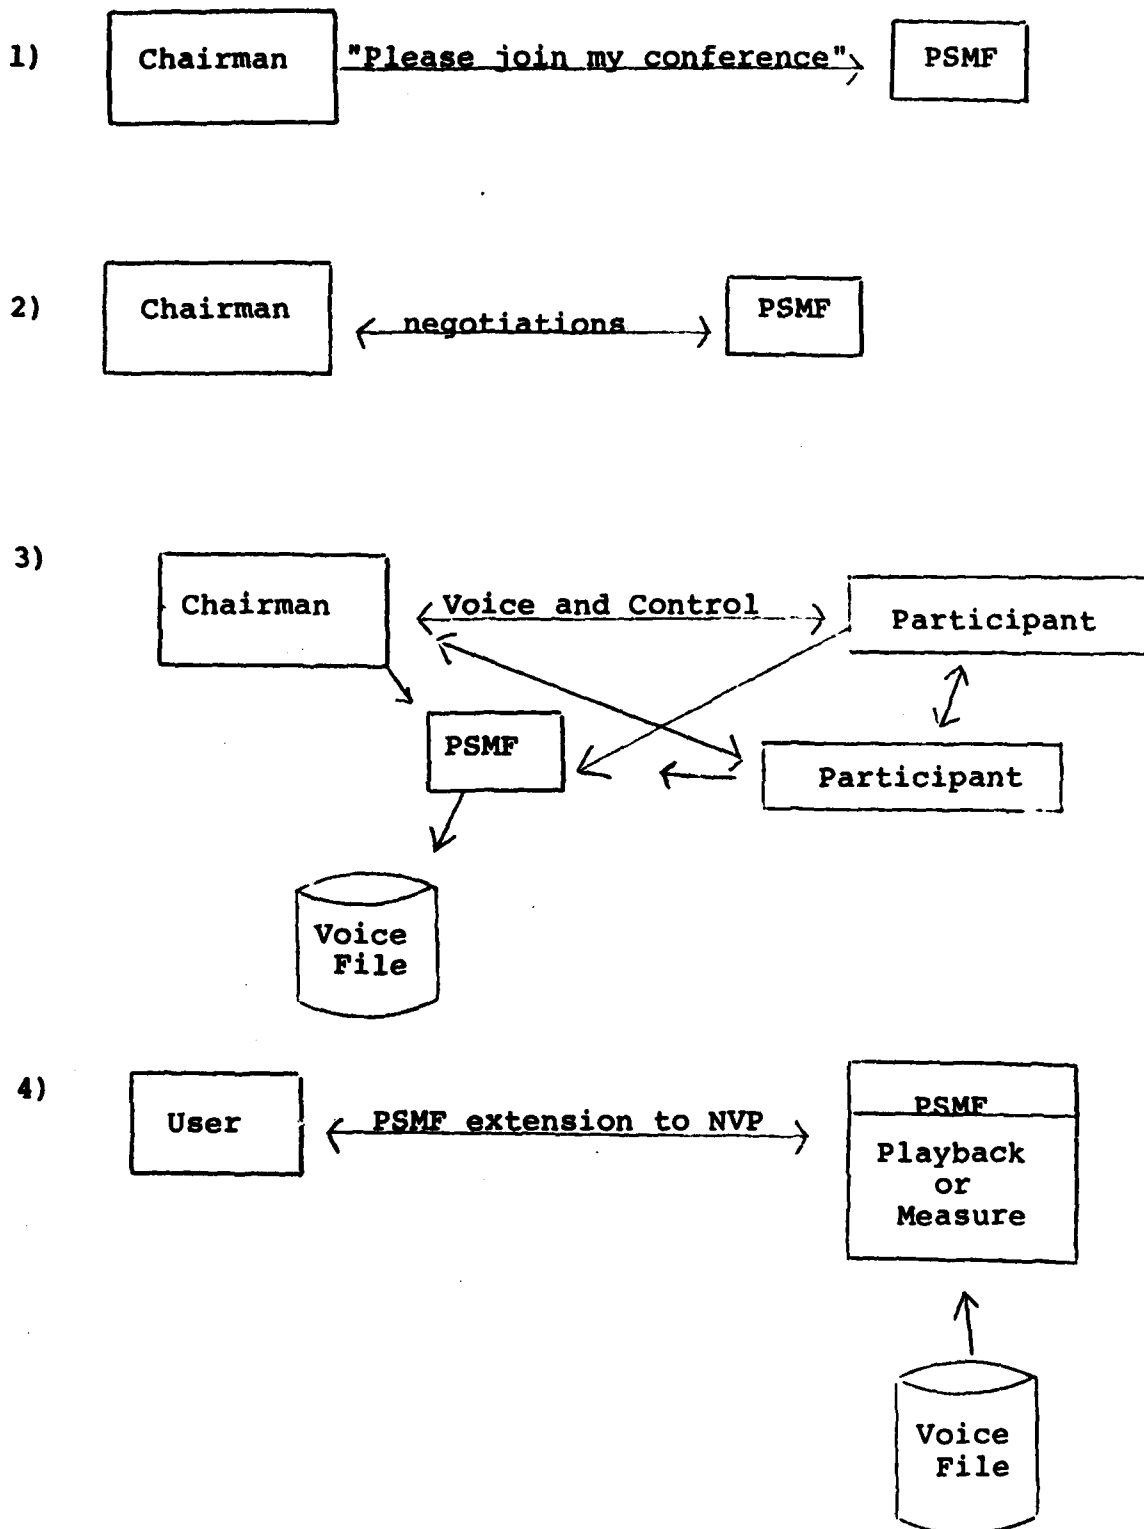 1)
Chairman
"Please join my conference"
PSMF
2)
Chairman
negotiations
PSMF
3)
Chairman
Voice and Control
Participant
PSMF
Participant
Voice
File
4)
User
PSMF extension to NVP
PSMF
Playback
or
Measure
Voice
File